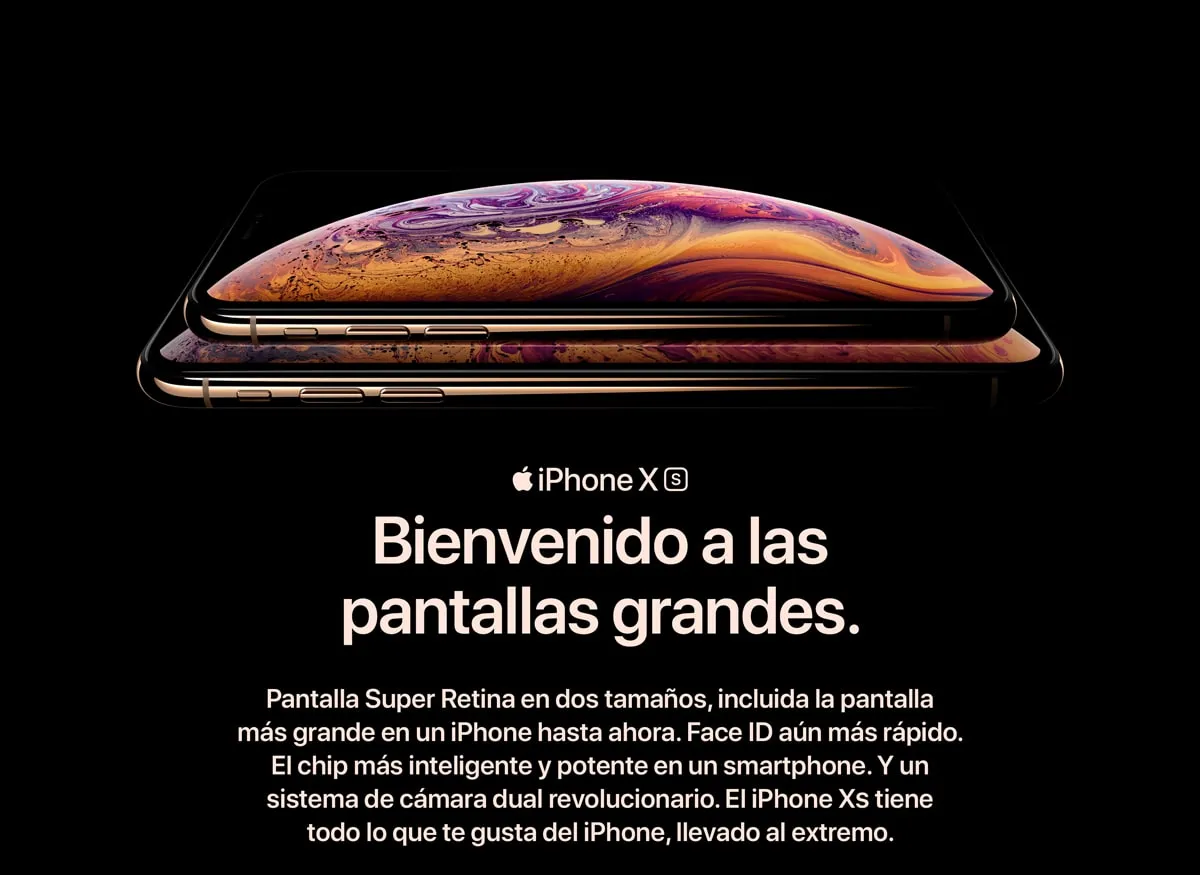 iPhone XS
Bienvenido a las
pantallas grandes.
Pantalla Super Retina en dos tamaños, incluida la pantalla
más grande en un iPhone hasta ahora. Face ID aún más rápido.
El chip más inteligente y potente en un smartphone. Y un
sistema de cámara dual revolucionario. El iPhone Xs tiene
todo lo que te gusta del iPhone, llevado al extremo.